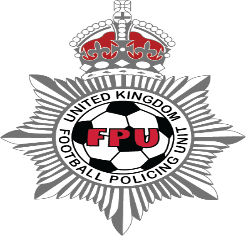 UNITED KINGDOM
FPU
FOOTBALL POLICING UNIT